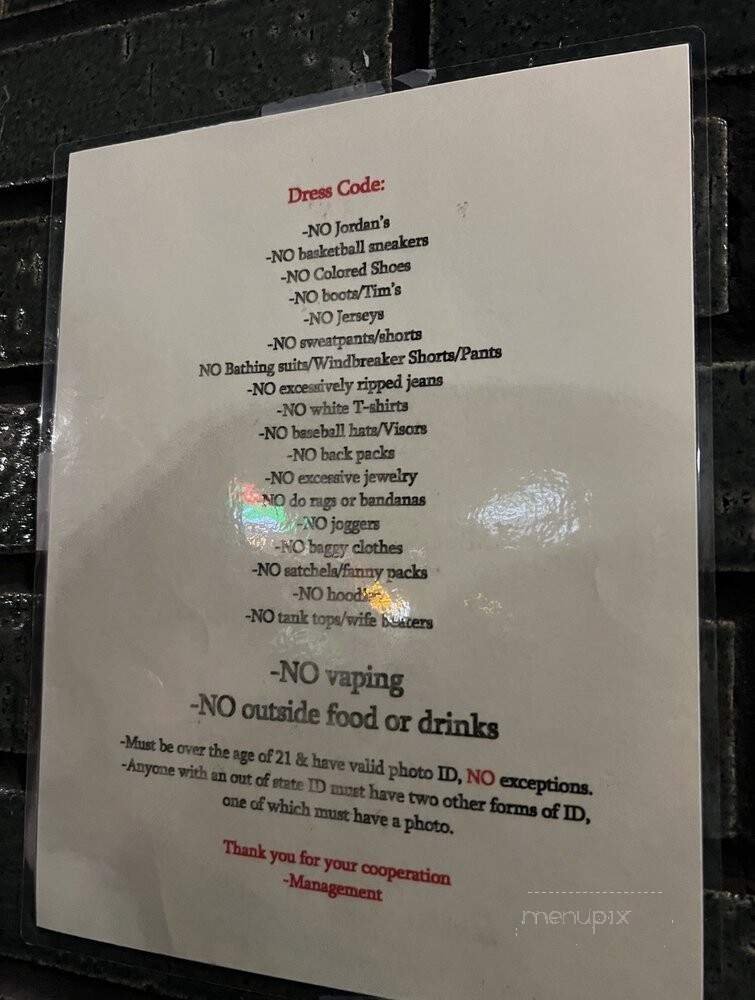 Dress Code:
-NO Jordan's
-NO basketball sneakers
-NO Colored Shoes
-NO boots/Tim's
-NO Jerseys
-NO sweatpants/shorts
NO Bathing suits/Windbreaker Shorts/Pants
-NO excessively ripped jeans
-NO white T-shirts
-NO baseball hats/Visors
-NO back packs
-NO excessive jewelry
-NO do rags or bandanas
-NO joggers
-NO baggy clothes
-NO satchels/fanny packs
-NO hoodies
-NO tank tops/wife beaters
-NO vaping
-NO outside food or drinks
-Must be over the age of 21 & have valid photo ID, NO exceptions.
-Anyone with an out of state ID must have two other forms of ID,
one of which must have a photo.
Thank you for your cooperation
-Management
menupix